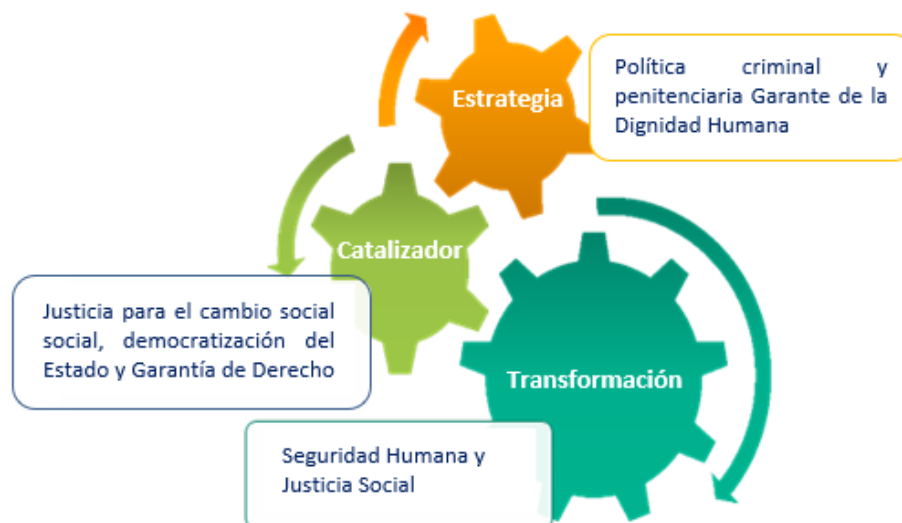 Estrategia
Política criminal y
penitenciaria Garante de la
Dignidad Humana
Catalizador
Justicia para el cambio social
social, democratización del
Estado y Garantía de Derecho
Transformación
Seguridad Humana y
Justicia Social